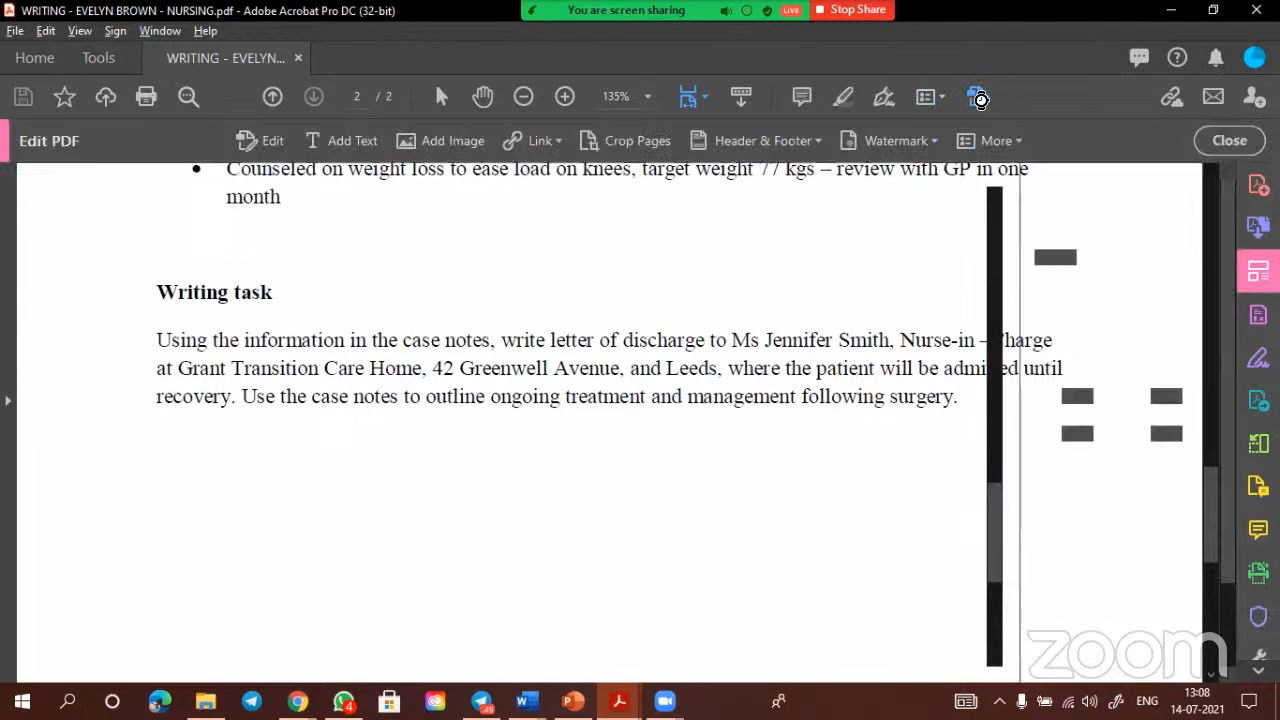 WRITING - EVELYN BROWN - NURSING.pdf - Adobe Acrobat Pro DC (32-bit)
You are screen sharing
LIVE
Stop Share
File Edit View Sign Window Help
Home Tools WRITING - EVELYN... ×
2 / 2 135%
Edit PDF Edit Add Text Add Image Link Crop Pages Header & Footer Watermark More Close
• Counseled on weight loss to ease load on knees, target weight 77 kgs – review with GP in one
month
Writing task
Using the information in the case notes, write letter of discharge to Ms Jennifer Smith, Nurse-in – Charge
at Grant Transition Care Home, 42 Greenwell Avenue, and Leeds, where the patient will be admitted until
recovery. Use the case notes to outline ongoing treatment and management following surgery.
zoom
4
49
ENG
13:08
14-07-2021